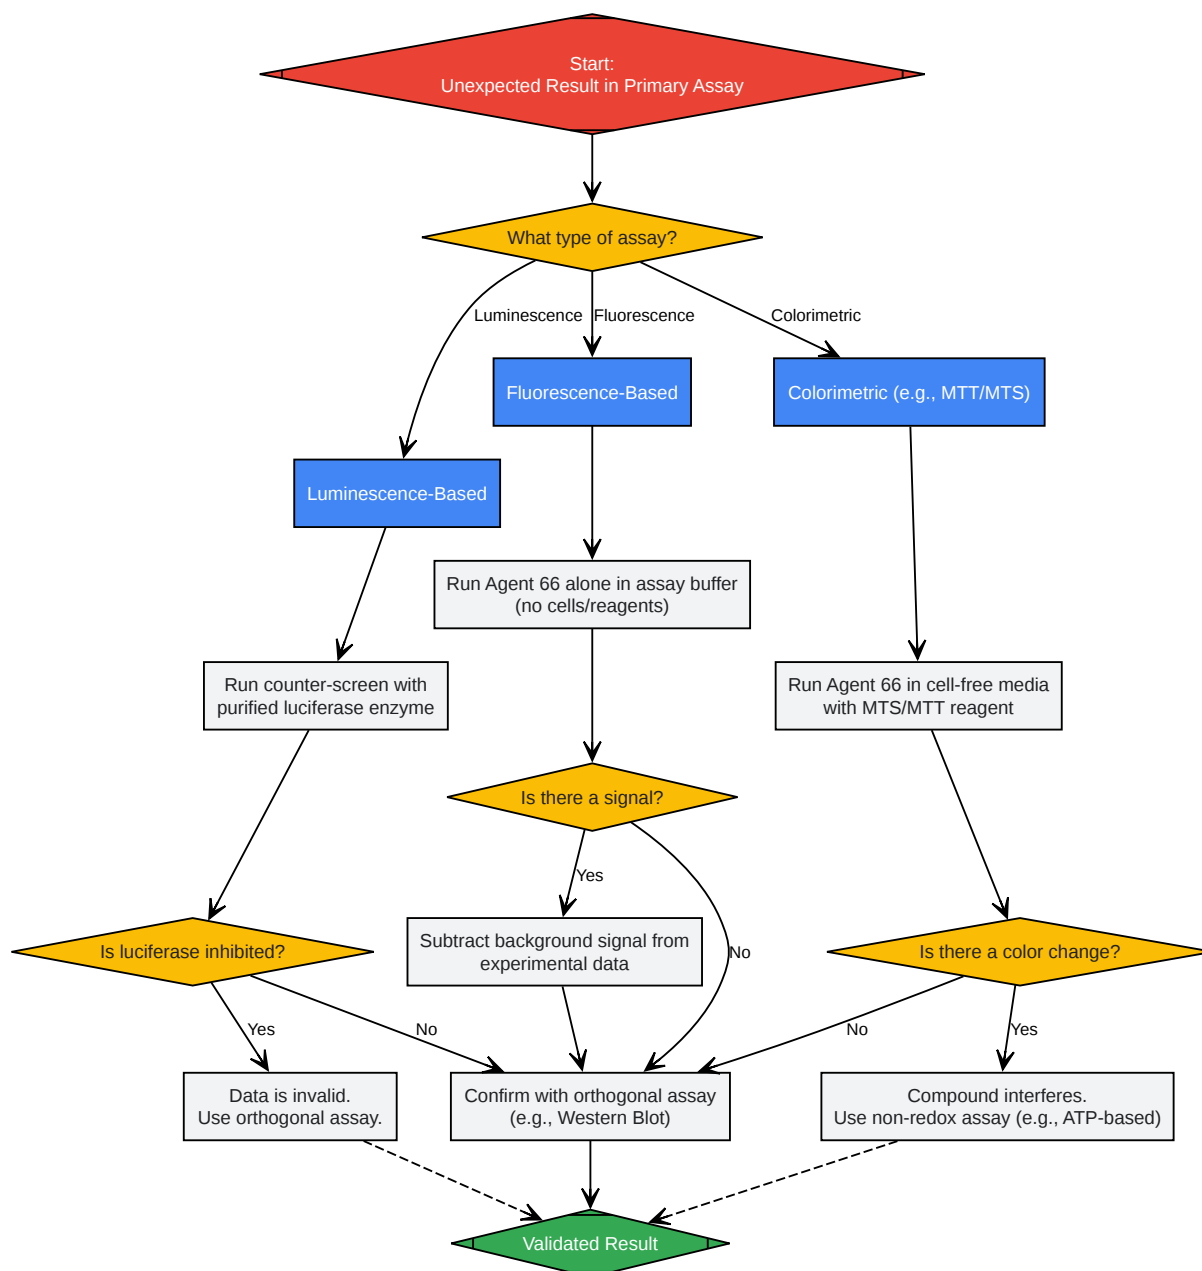 Start:
Unexpected Result in Primary Assay
What type of assay?
Luminescence
Fluorescence
Colorimetric
Fluorescence-Based
Colorimetric (e.g., MTT/MTS)
Luminescence-Based
Run Agent 66 alone in assay buffer
(no cells/reagents)
Run counter-screen with
purified luciferase enzyme
Run Agent 66 in cell-free media
with MTS/MTT reagent
Is there a signal?
Yes
No
Is luciferase inhibited?
Subtract background signal from
experimental data
Is there a color change?
Yes
No
No
Yes
Data is invalid.
Use orthogonal assay.
Confirm with orthogonal assay
(e.g., Western Blot)
Compound interferes.
Use non-redox assay (e.g., ATP-based)
Validated Result